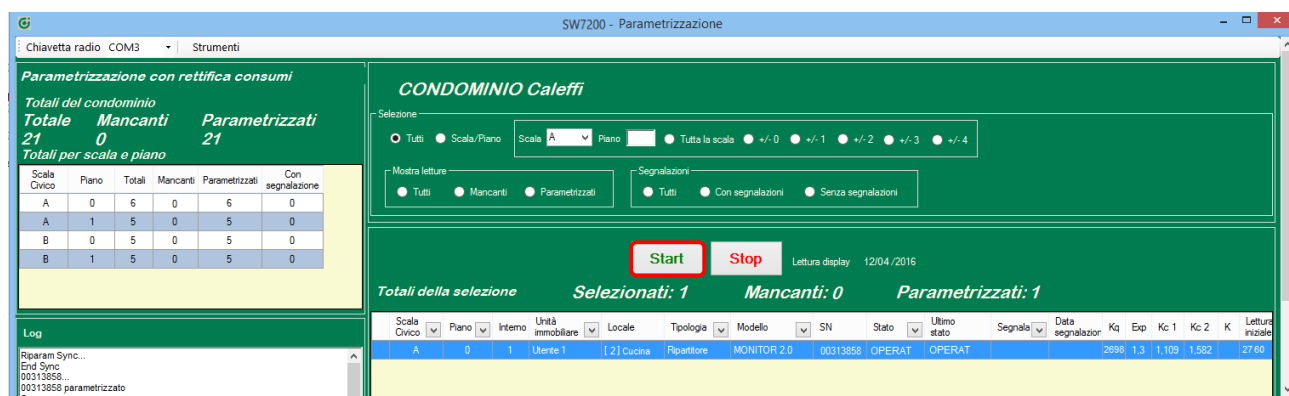 SW7200 - Parametrizzazione
Chiavetta radio COM3 Strumenti
Parametrizzazione con rettifica consumi
Totali del condominio
Totale Mancanti Parametrizzati
21 0 21
Totali per scala e piano
Scala Civico Piano Totali Mancanti Parametrizzati Con segnalazione
A 0 6 0 6 0
A 1 5 0 5 0
B 0 5 0 5 0
B 1 5 0 5 0
Log
Riparam Sync...
End Sync
00313858...
00313858 parametrizzato
CONDOMINIO Caleffi
Selezione
Tutti Scala/Piano Scala A Piano Tutta la scala +/- 0 +/- 1 +/- 2 +/- 3 +/- 4
Mostra letture
Tutti Mancanti Parametrizzati
Segnalazioni
Tutti Con segnalazioni Senza segnalazioni
Start Stop Lettura display 12/04/2016
Totali della selezione Selezionati: 1 Mancanti: 0 Parametrizzati: 1
Scala Civico Piano Interno Unità immobiliare Locale Tipologia Modello SN Stato Ultimo stato Segnala Data segnalazion Kq Exp Kc 1 Kc 2 K Lettura iniziale
A 0 1 Utente 1 [ 2 ] Cucina Ripartitore MONITOR 2.0 00313858 OPERAT OPERAT 2698 1,3 1,109 1,582 2760